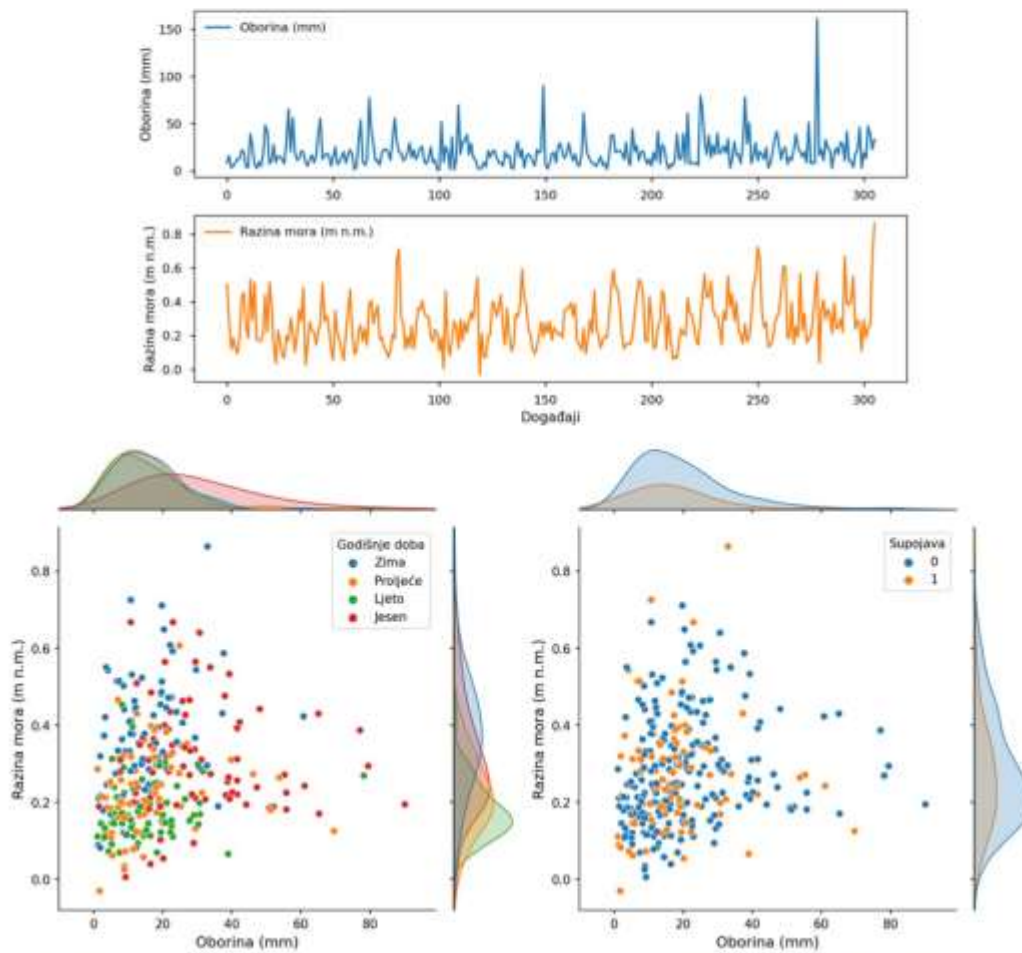 Oborina (mm)
Oborina (mm)
150
100
50
0
0 50 100 150 200 250 300
Razina mora (m n.m.)
Razina mora (m n.m.)
0.8
0.6
0.4
0.2
0.0
0 50 100 150 200 250 300
Događaji
Godišnje doba
Zima
Proljeće
Ljeto
Jesen
Razina mora (m n.m.)
0.8
0.6
0.4
0.2
0.0
0 20 40 60 80
Oborina (mm)
Supojava
0
1
Razina mora (m n.m.)
0.8
0.6
0.4
0.2
0.0
0 20 40 60 80
Oborina (mm)